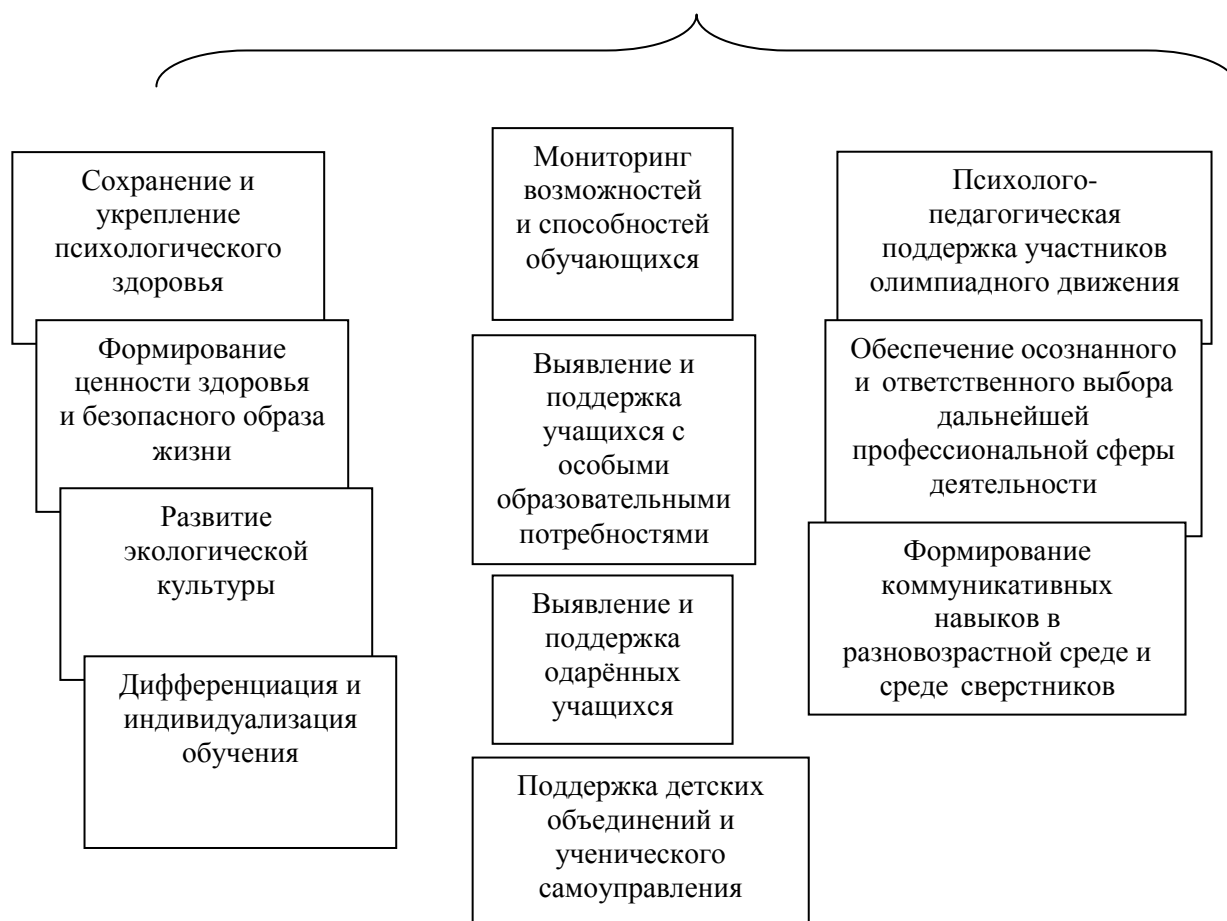 Сохранение и
укрепление
психологического
здоровья
Формирование
ценности здоровья
и безопасного образа
жизни
Развитие
экологической
культуры
Дифференциация и
индивидуализация
обучения
Мониторинг
возможностей
и способностей
обучающихся
Выявление и
поддержка
учащихся с
особыми
образовательными
потребностями
Выявление и
поддержка
одарённых
учащихся
Поддержка детских
объединений и
ученического
самоуправления
Психолого-
педагогическая
поддержка участников
олимпиадного движения
Обеспечение осознанного
и ответственного выбора
дальнейшей
профессиональной сферы
деятельности
Формирование
коммуникативных
навыков в
разновозрастной среде и
среде сверстников